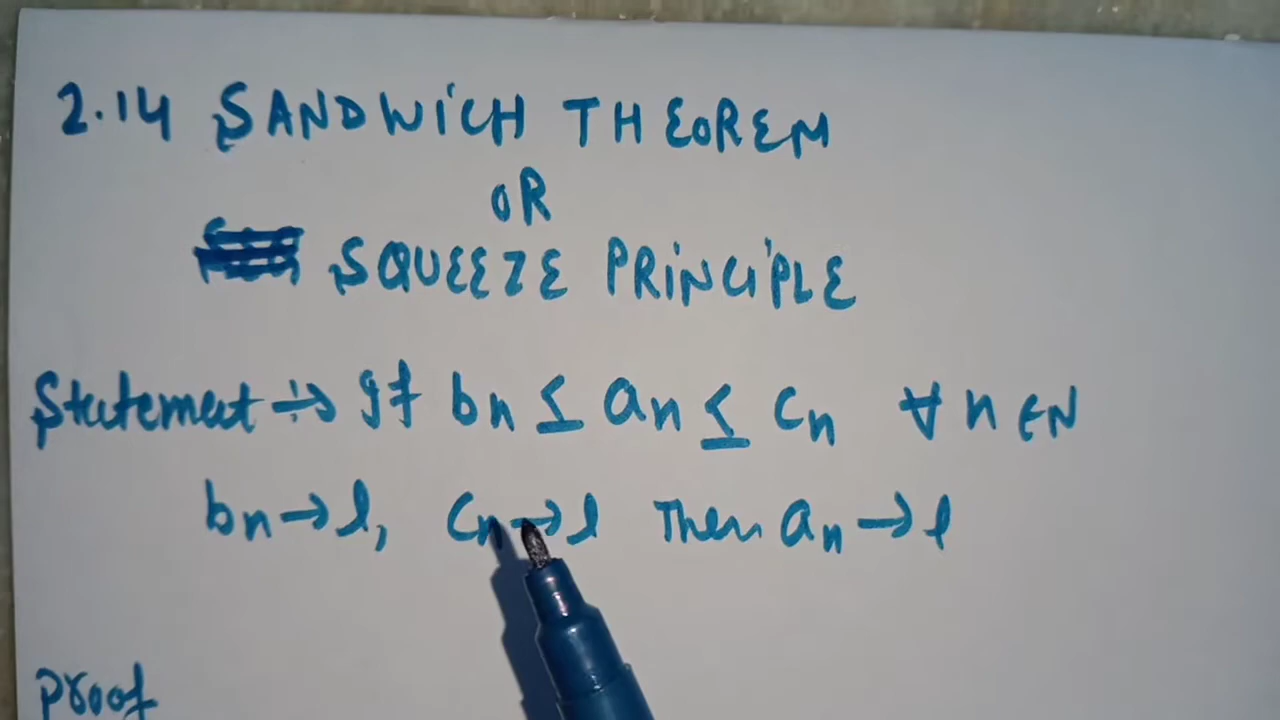 2.14 SANDWICH THEOREM
OR
SQUEEZE PRINCIPLE
Statement → If bn ≤ an ≤ cn ∀ n ∈ N
bn → l, cn → l Then an → l
Proof